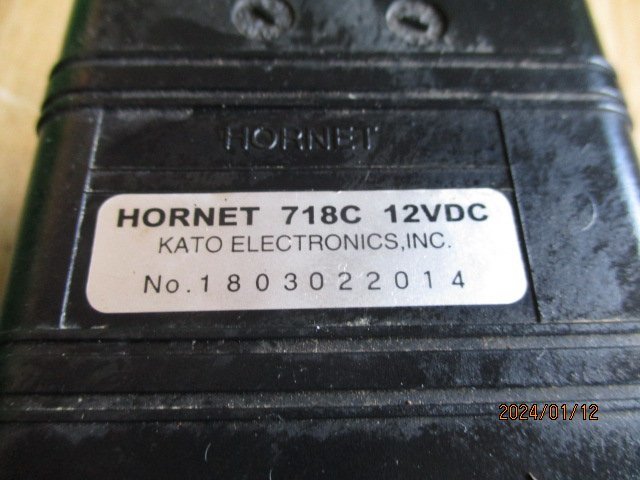 HORNET
HORNET 718C 12VDC
KATO ELECTRONICS,INC.
No.1803022014
2024/01/12